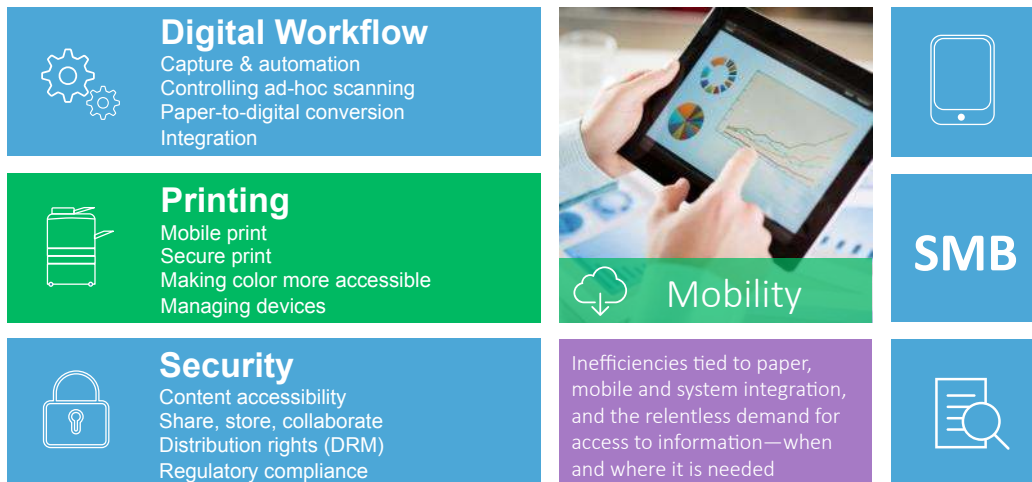 Digital Workflow
Capture & automation
Controlling ad-hoc scanning
Paper-to-digital conversion
Integration
Printing
Mobile print
Secure print
Making color more accessible
Managing devices
Security
Content accessibility
Share, store, collaborate
Distribution rights (DRM)
Regulatory compliance
Mobility
Inefficiencies tied to paper,
mobile and system integration,
and the relentless demand for
access to information—when
and where it is needed
SMB